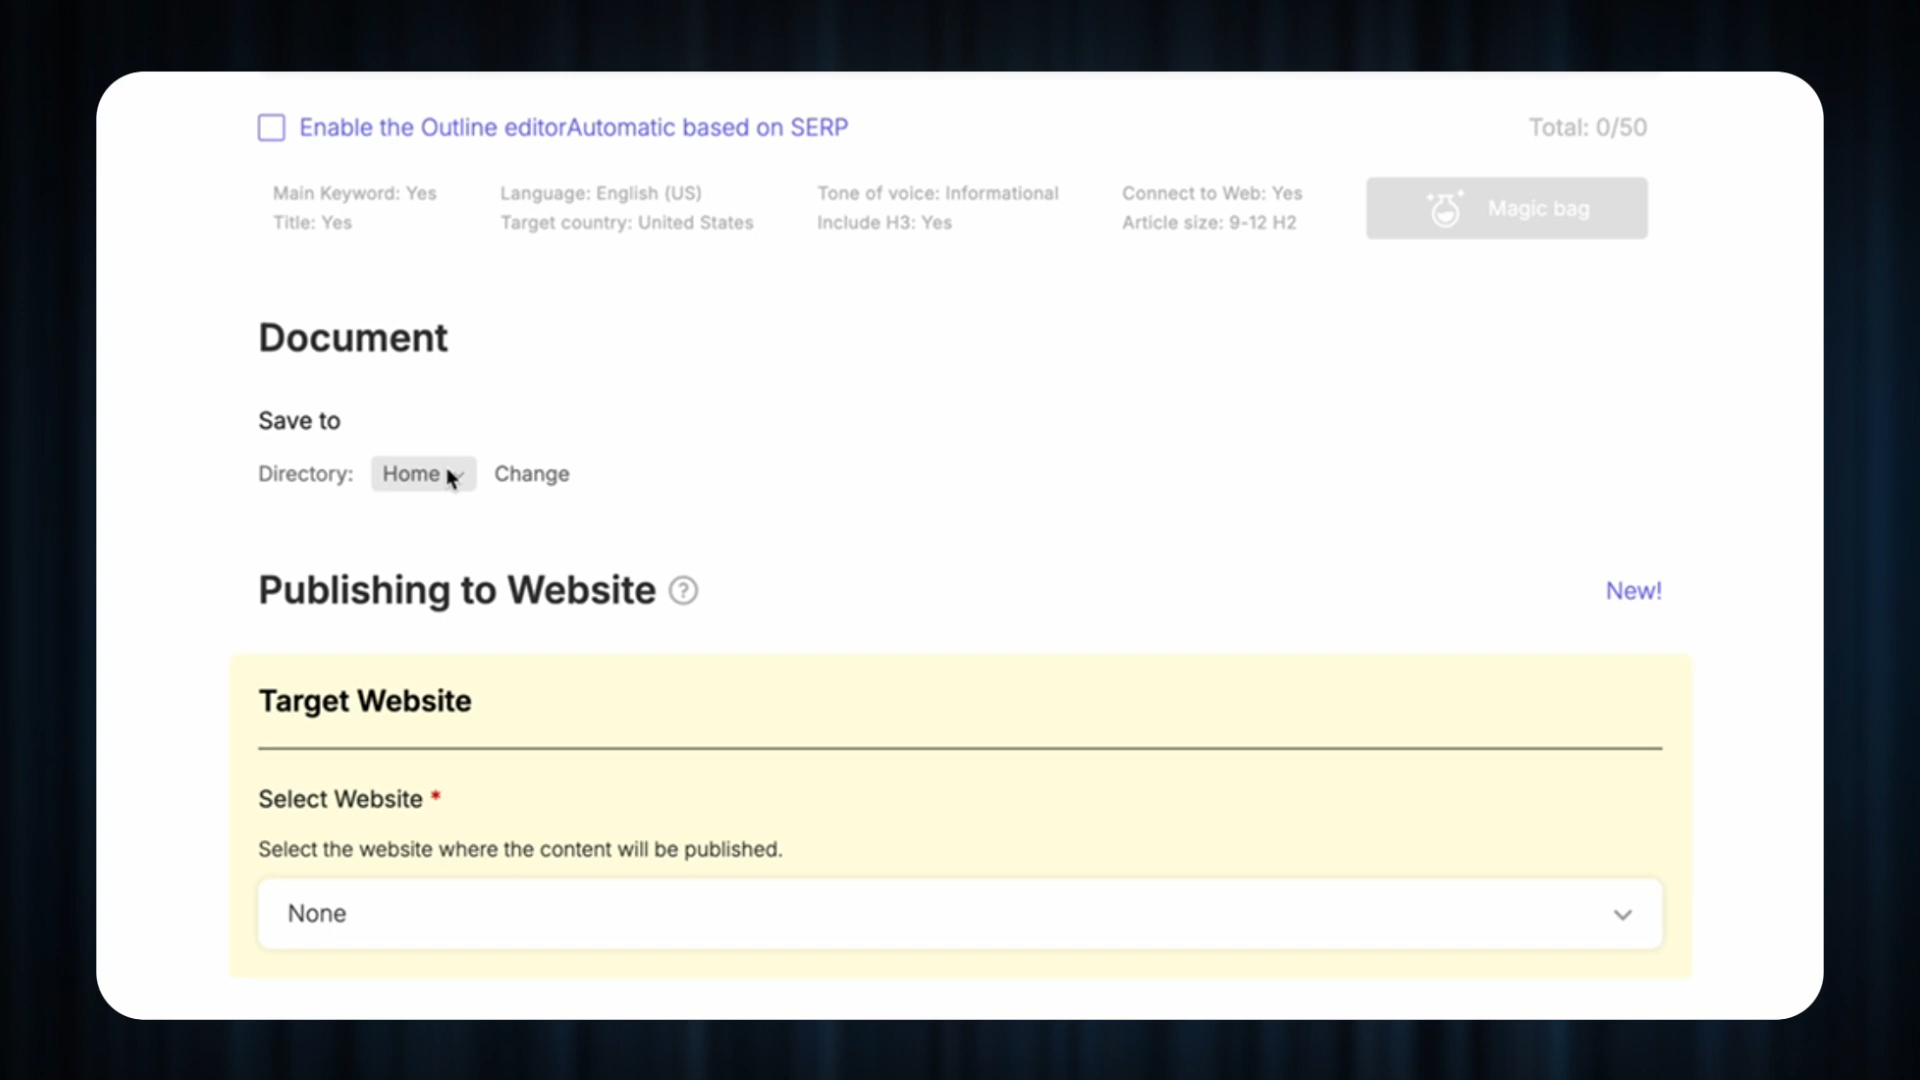 Enable the Outline editorAutomatic based on SERP
Total: 0/50
Main Keyword: Yes
Title: Yes
Language: English (US)
Target country: United States
Tone of voice: Informational
Include H3: Yes
Connect to Web: Yes
Article size: 9-12 H2
Magic bag
Document
Save to
Directory: Home Change
Publishing to Website ?
New!
Target Website
Select Website *
Select the website where the content will be published.
None